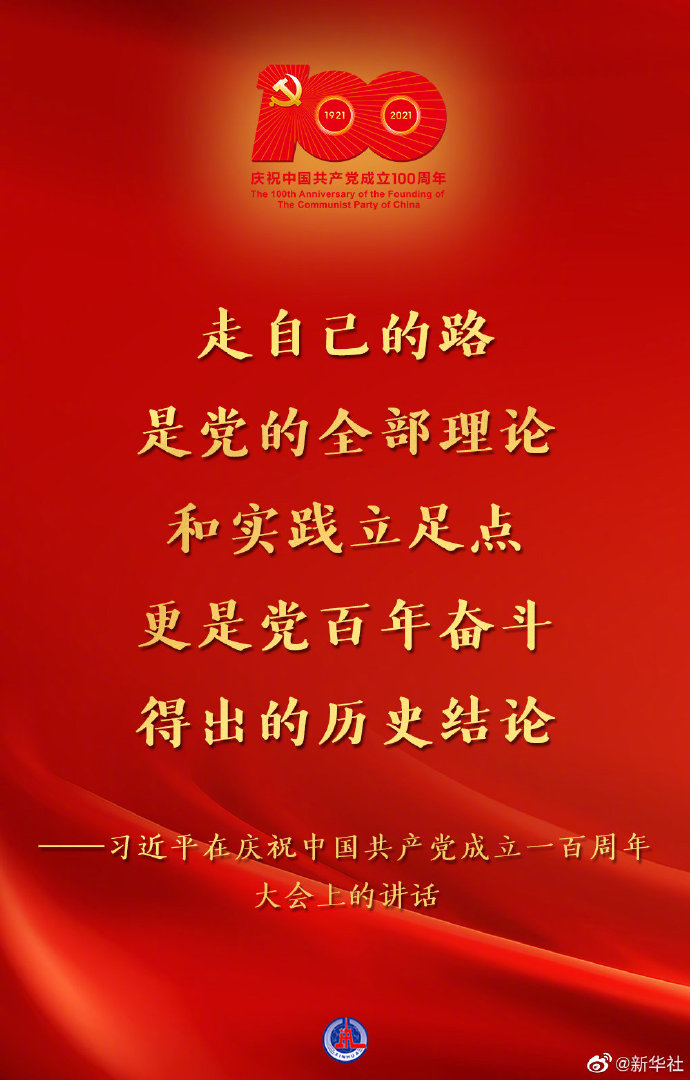 1921
2021
庆祝中国共产党成立100周年
The 100th Anniversary of the Founding of
The Communist Party of China
走自己的路
是党的全部理论
和实践立足点
更是党百年奋斗
得出的历史结论
——习近平在庆祝中国共产党成立一百周年
大会上的讲话
XINHUA
@新华社